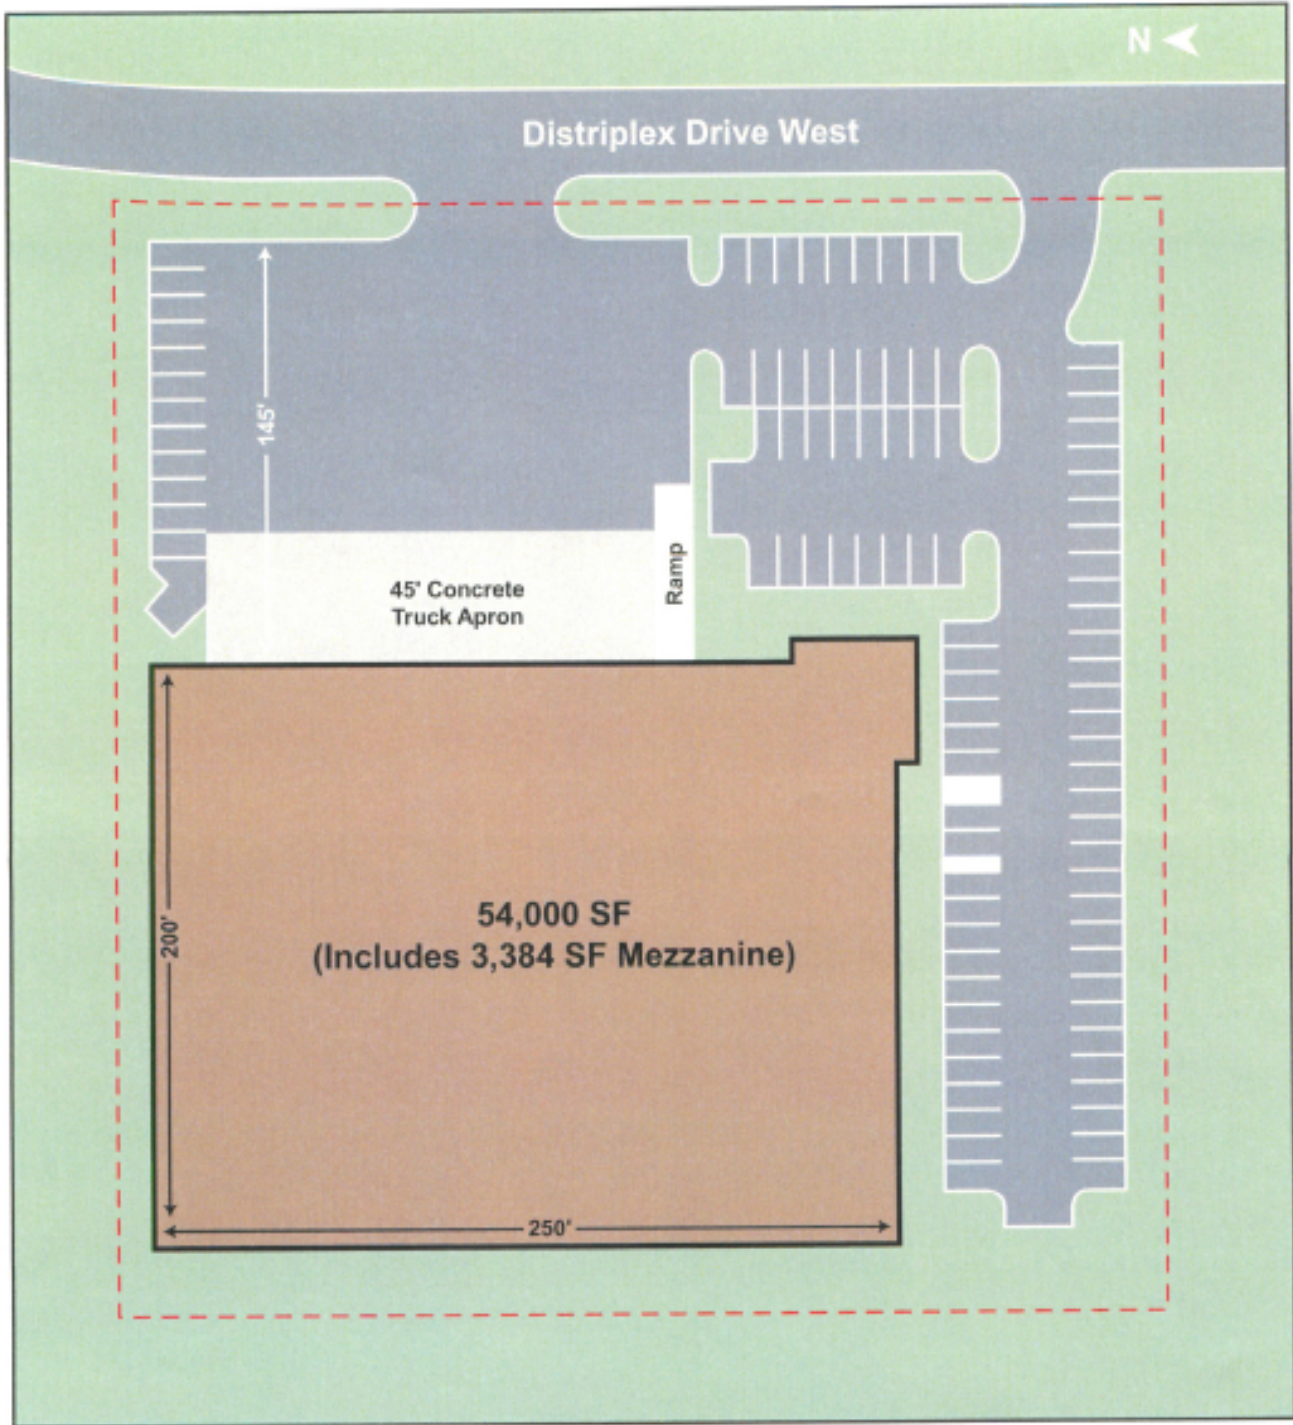 N
Distriplex Drive West
145'
45' Concrete
Truck Apron
Ramp
54,000 SF
(Includes 3,384 SF Mezzanine)
200'
250'